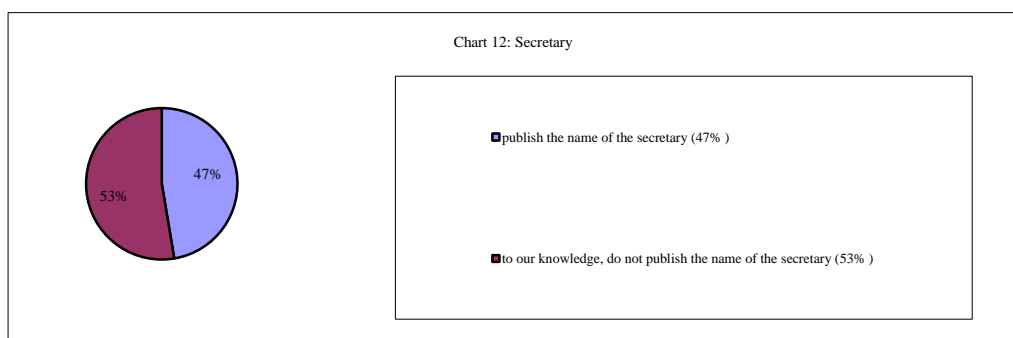 Chart 12: Secretary
47%
53%
publish the name of the secretary (47% )
to our knowledge, do not publish the name of the secretary (53% )